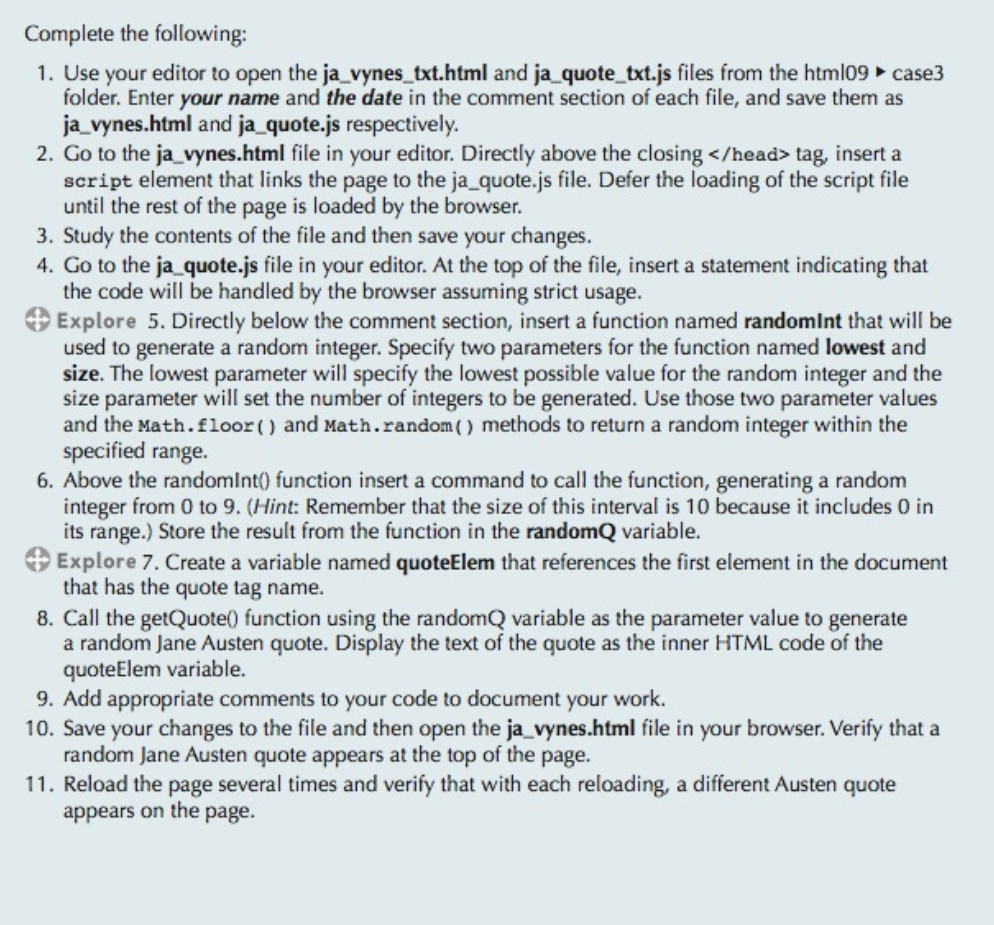 Complete the following:
1. Use your editor to open the ja_vynes_txt.html and ja_quote_txt.js files from the html09 ▸ case3
folder. Enter your name and the date in the comment section of each file, and save them as
ja_vynes.html and ja_quote.js respectively.
2. Go to the ja_vynes.html file in your editor. Directly above the closing </head> tag, insert a
script element that links the page to the ja_quote.js file. Defer the loading of the script file
until the rest of the page is loaded by the browser.
3. Study the contents of the file and then save your changes.
4. Go to the ja_quote.js file in your editor. At the top of the file, insert a statement indicating that
the code will be handled by the browser assuming strict usage.
Explore 5. Directly below the comment section, insert a function named randomInt that will be
used to generate a random integer. Specify two parameters for the function named lowest and
size. The lowest parameter will specify the lowest possible value for the random integer and the
size parameter will set the number of integers to be generated. Use those two parameter values
and the Math.floor() and Math.random() methods to return a random integer within the
specified range.
6. Above the randomInt() function insert a command to call the function, generating a random
integer from 0 to 9. (Hint: Remember that the size of this interval is 10 because it includes 0 in
its range.) Store the result from the function in the randomQ variable.
Explore 7. Create a variable named quoteElem that references the first element in the document
that has the quote tag name.
8. Call the getQuote() function using the randomQ variable as the parameter value to generate
a random Jane Austen quote. Display the text of the quote as the inner HTML code of the
quoteElem variable.
9. Add appropriate comments to your code to document your work.
10. Save your changes to the file and then open the ja_vynes.html file in your browser. Verify that a
random Jane Austen quote appears at the top of the page.
11. Reload the page several times and verify that with each reloading, a different Austen quote
appears on the page.